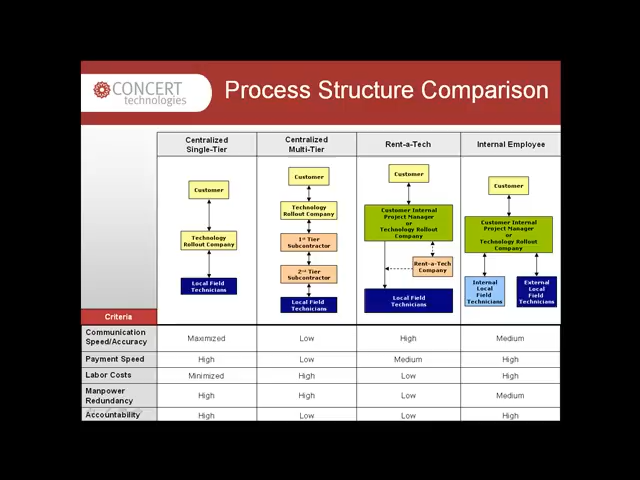 CONCERT
technologies
Process Structure Comparison
Centralized
Single-Tier
Centralized
Multi-Tier
Rent-a-Tech
Internal Employee
Customer
Technology
Rollout Company
Local Field
Technicians
Customer
Technology
Rollout Company
1st Tier
Subcontractor
2nd Tier
Subcontractor
Local Field
Technicians
Customer
Customer Internal
Project Manager
or
Technology Rollout
Company
Rent-a-Tech
Company
Local Field
Technicians
Customer
Customer Internal
Project Manager
or
Technology Rollout
Company
Internal
Local
Field
Technicians
External
Local
Field
Technicians
Criteria
Communication
Speed/Accuracy
Maximized
Low
High
Medium
Payment Speed
High
Low
Medium
High
Labor Costs
Minimized
High
Low
High
Manpower
Redundancy
High
High
Low
Medium
Accountability
High
Low
Low
High